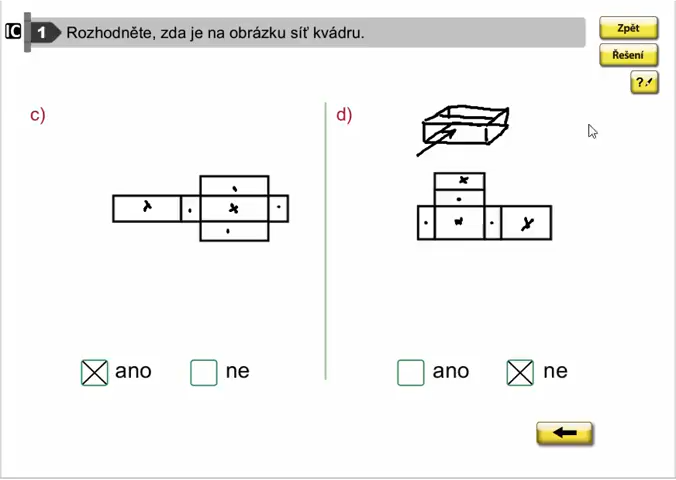 IC 1 Rozhodněte, zda je na obrázku síť kvádru.
Zpět
Řešení
?
c)
d)
x
x
x
ano
ne
ano
ne